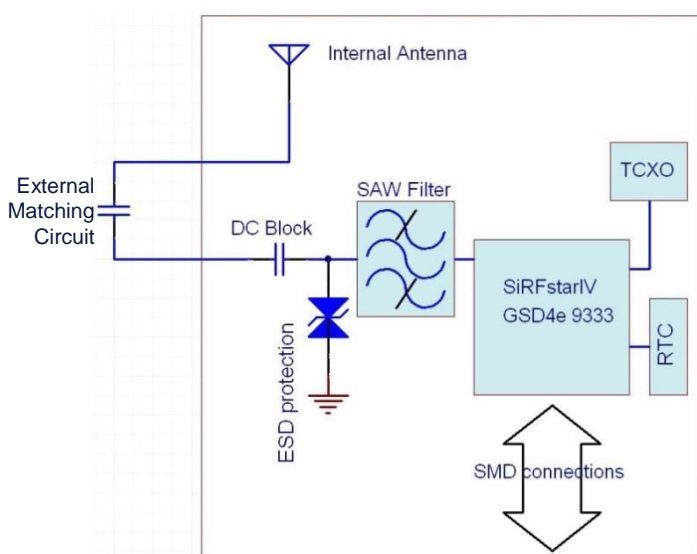 Internal Antenna
TCXO
External
Matching
Circuit
SAW Filter
DC Block
SiRFstarIV
GSD4e 9333
RTC
ESD protection
SMD connections